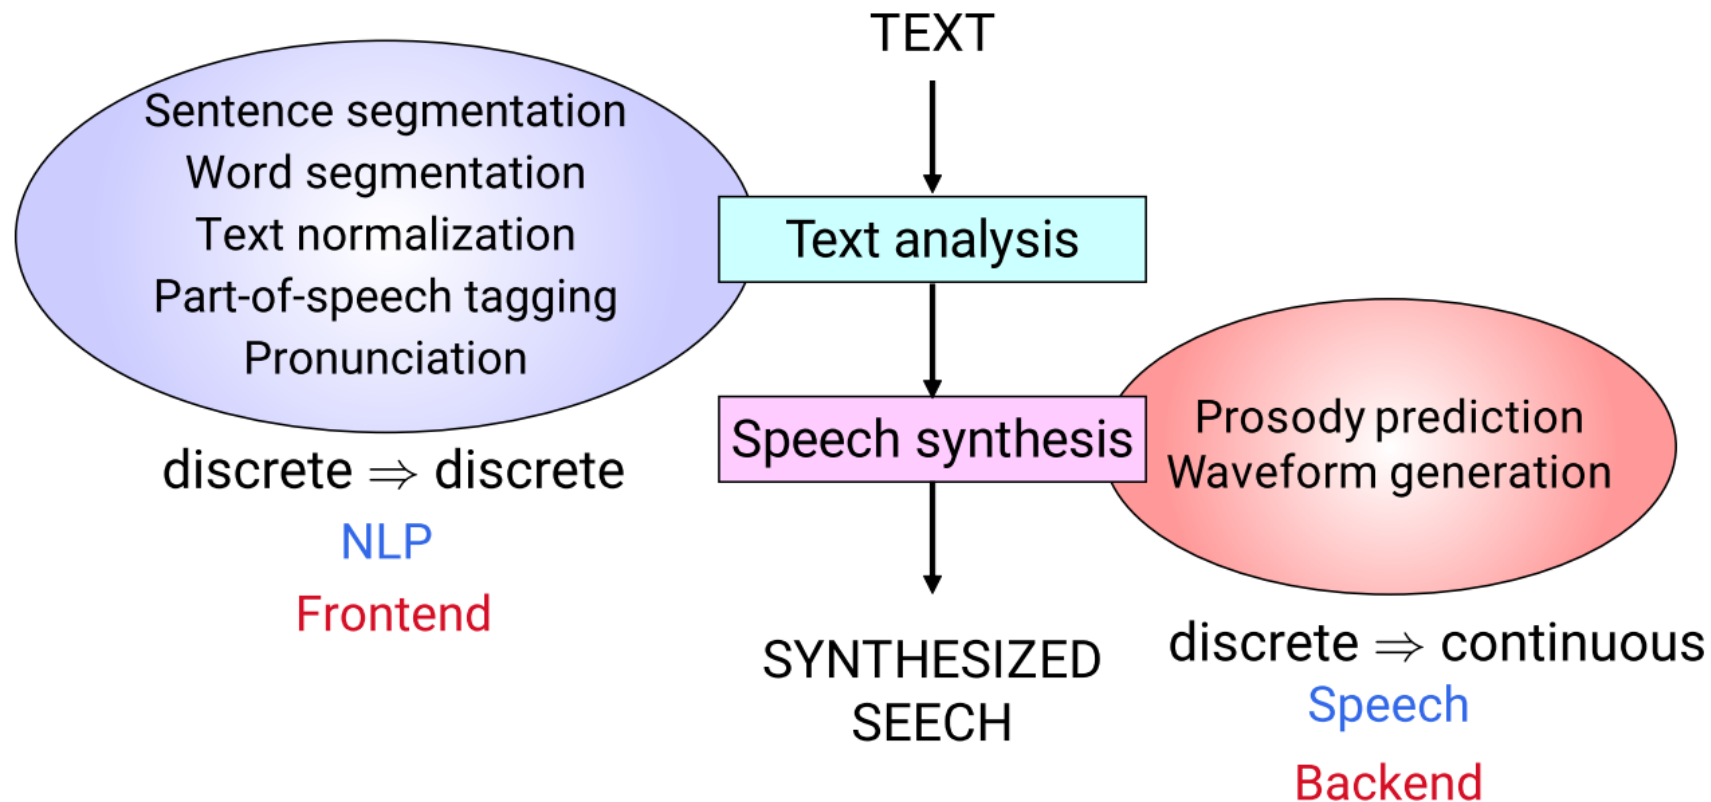 TEXT
Sentence segmentation
Word segmentation
Text normalization
Part-of-speech tagging
Pronunciation
discrete ⇒ discrete
NLP
Frontend
Text analysis
Speech synthesis
Prosody prediction
Waveform generation
discrete ⇒ continuous
Speech
Backend
SYNTHESIZED
SEECH